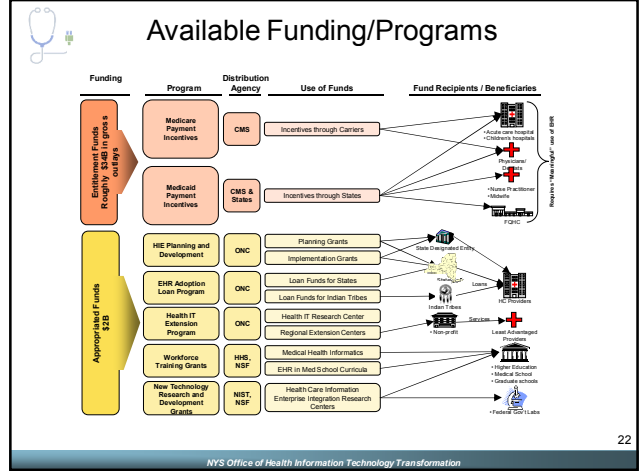 Available Funding/Programs
Funding
Program
Distribution
Agency
Use of Funds
Fund Recipients / Beneficiaries
Entitlement Funds
Roughly $34B in gross
outlays
Medicare
Payment
Incentives
CMS
Incentives through Carriers
Medicaid
Payment
Incentives
CMS &
States
Incentives through States
• Acute care hospital
• Children's hospitals
Physicians/
Dentists
• Nurse Practitioner
• Midwife
FQHC
Requires "Meaningful" use of EHR
Appropriated Funds
$2B
HIE Planning and
Development
ONC
Planning Grants
Implementation Grants
State Designated Entity
EHR Adoption
Loan Program
ONC
Loan Funds for States
Loan Funds for Indian Tribes
Indian Tribes
Loans
HC Providers
Health IT
Extension
Program
ONC
Health IT Research Center
Regional Extension Centers
• Non-profit
Services
Least Advantaged
Providers
Workforce
Training Grants
HHS,
NSF
Medical Health Informatics
EHR in Med School Curricula
• Higher Education
• Medical School
• Graduate schools
New Technology
Research and
Development
Grants
NIST,
NSF
Health Care Information
Enterprise Integration Research
Centers
• Federal Gov't Labs
22
NYS Office of Health Information Technology Transformation